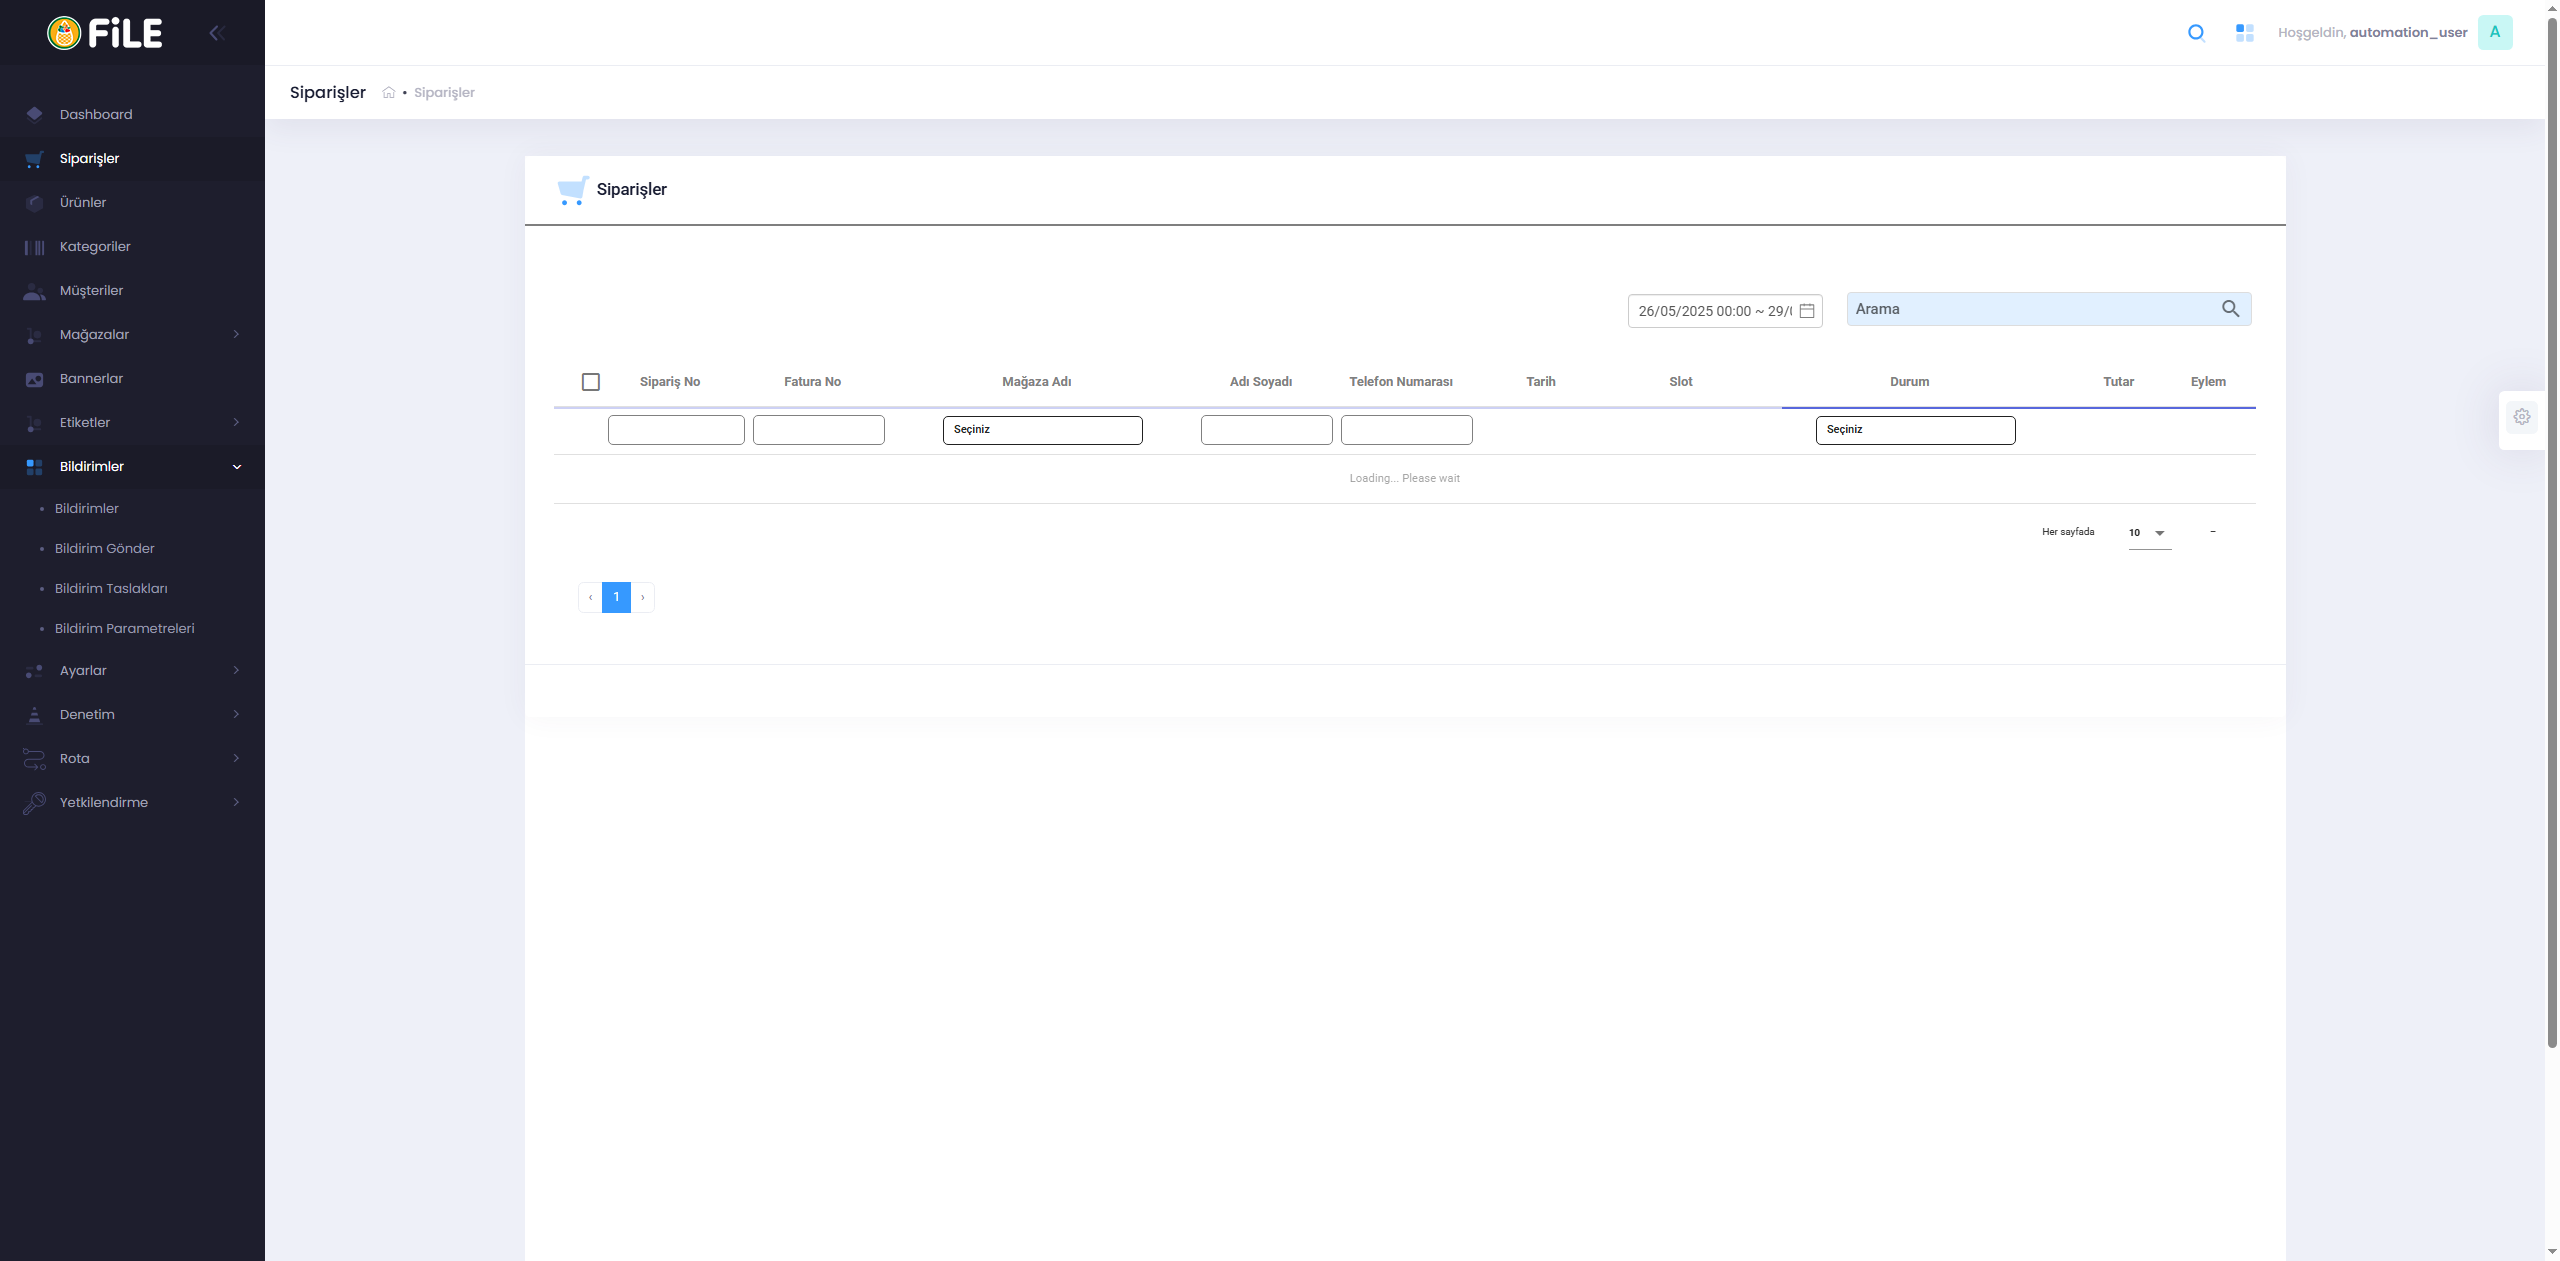 FiLE
Hoşgeldin, automation_user A
Siparişler • Siparişler
Dashboard
Siparişler
Ürünler
Kategoriler
Müşteriler
Mağazalar
Bannerlar
Etiketler
Bildirimler
• Bildirimler
• Bildirim Gönder
• Bildirim Taslakları
• Bildirim Parametreleri
Ayarlar
Denetim
Rota
Yetkilendirme
Siparişler
26/05/2025 00:00 ~ 29/
Arama
Sipariş No Fatura No Mağaza Adı Adı Soyadı Telefon Numarası Tarih Slot Durum Tutar Eylem
Seçiniz Seçiniz
Loading... Please wait
Her sayfada 10 –
‹ 1 ›